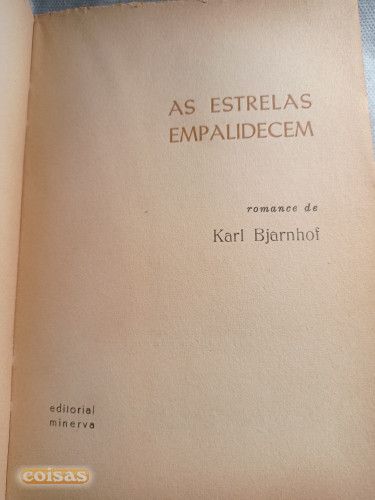 AS ESTRELAS
EMPALIDECEM
romance de
Karl Bjarnhof
editorial
minerva
coisas